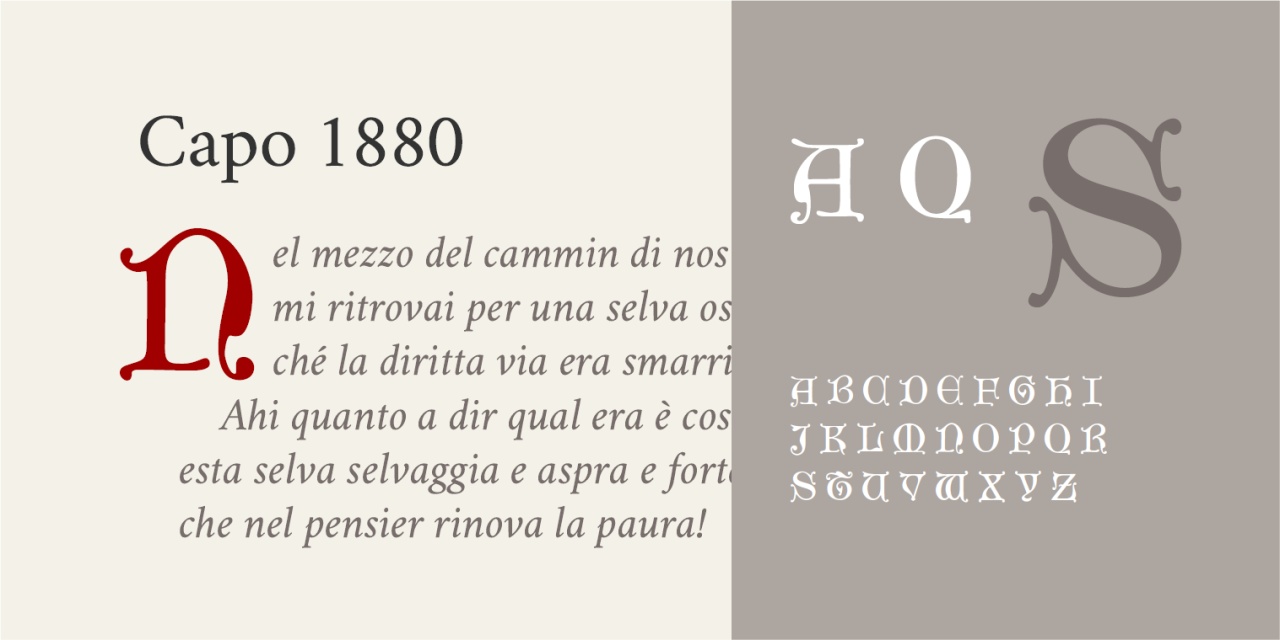 Capo 1880
Nel mezzo del cammin di nos
mi ritrovai per una selva os
ché la diritta via era smarri
Ahi quanto a dir qual era è cos
esta selva selvaggia e aspra e forte
che nel pensier rinova la paura!
A Q S
ABCDEFGHI
JKLMNOPQR
STUVWXYZ